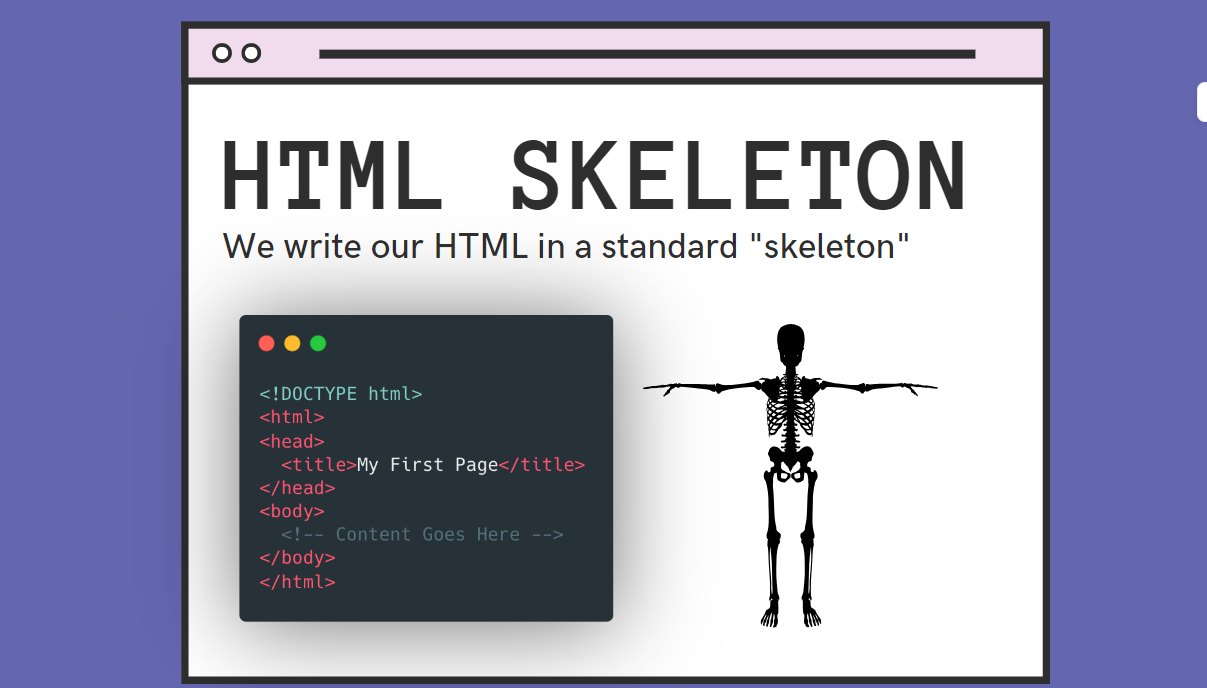 HTML SKELETON
We write our HTML in a standard "skeleton"
<!DOCTYPE html>
<html>
<head>
  <title>My First Page</title>
</head>
<body>
  <!-- Content Goes Here -->
</body>
</html>